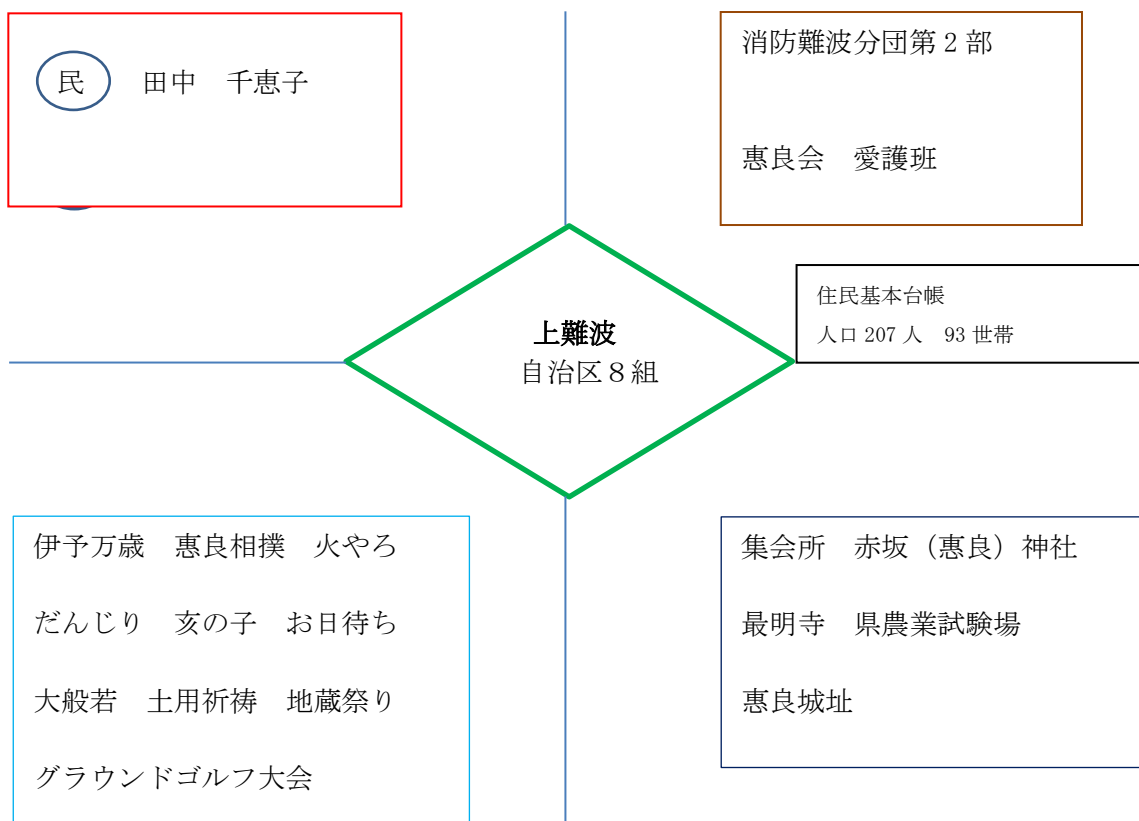 民　田中　千恵子
消防難波分団第２部
恵良会　愛護班
住民基本台帳
人口 207 人　93 世帯
上難波
自治区８組
伊予万歳　恵良相撲　火やろ
だんじり　亥の子　お日待ち
大般若　土用祈祷　地蔵祭り
グラウンドゴルフ大会
集会所　赤坂（恵良）神社
最明寺　県農業試験場
恵良城址